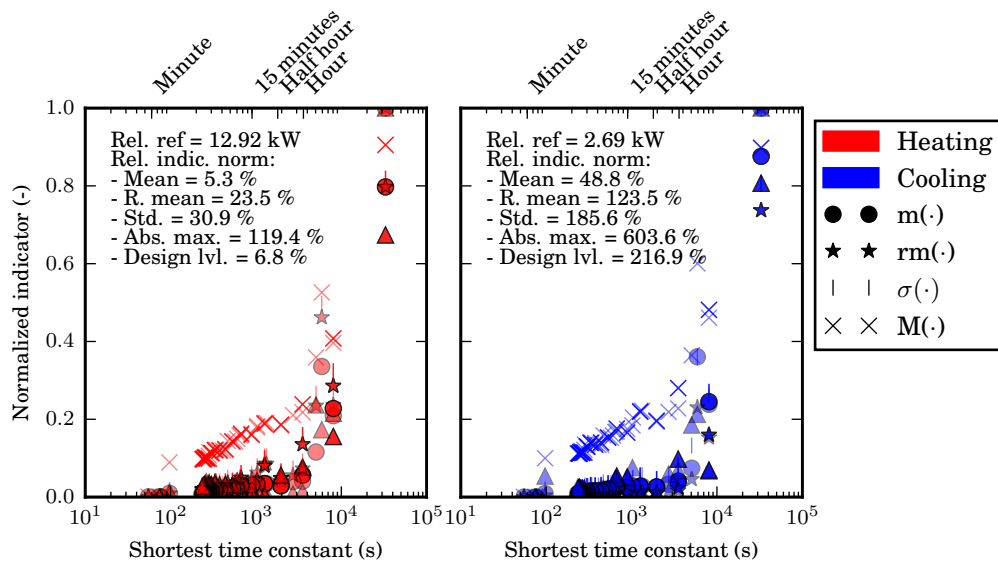 Minute
15 minutes
Half hour
Hour
Minute
15 minutes
Half hour
Hour
Normalized indicator (-)
1.0
0.8
0.6
0.4
0.2
0.0
Rel. ref = 12.92 kW
Rel. indic. norm:
- Mean = 5.3 %
- R. mean = 23.5 %
- Std. = 30.9 %
- Abs. max. = 119.4 %
- Design lvl. = 6.8 %
10¹ 10² 10³ 10⁴ 10⁵
Shortest time constant (s)
Rel. ref = 2.69 kW
Rel. indic. norm:
- Mean = 48.8 %
- R. mean = 123.5 %
- Std. = 185.6 %
- Abs. max. = 603.6 %
- Design lvl. = 216.9 %
10¹ 10² 10³ 10⁴ 10⁵
Shortest time constant (s)
Heating
Cooling
m(·)
rm(·)
σ(·)
M(·)